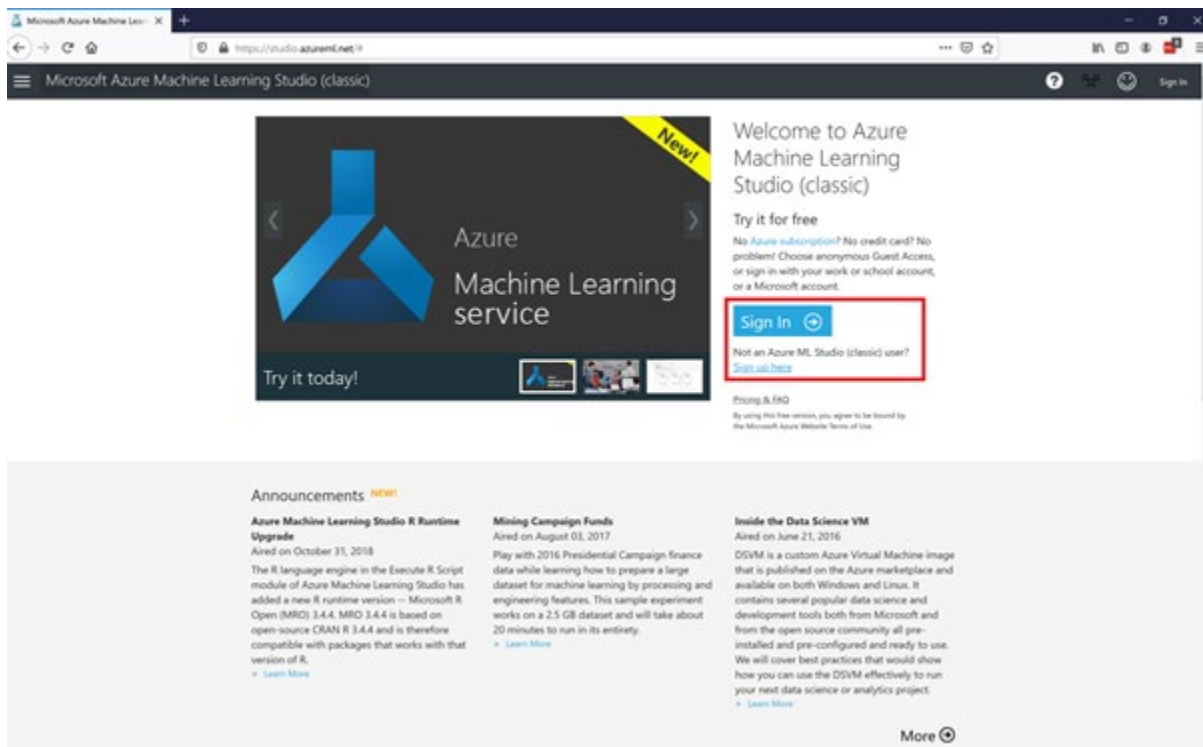 Microsoft Azure Machine Lear
https://studio.azureml.net/#
Microsoft Azure Machine Learning Studio (classic)
Sign In
New!
Azure
Machine Learning
service
Try it today!
Welcome to Azure
Machine Learning
Studio (classic)
Try it for free
No Azure subscription? No credit card? No
problem! Choose anonymous Guest Access,
or sign in with your work or school account,
or a Microsoft account.
Sign In
Not an Azure ML Studio (classic) user?
Sign up here
Pricing & FAQ
By using this free version, you agree to be bound by
the Microsoft Azure Website Terms of Use.
Announcements NEW!
Azure Machine Learning Studio R Runtime
Upgrade
Aired on October 31, 2018
The R language engine in the Execute R Script
module of Azure Machine Learning Studio has
added a new R runtime version -- Microsoft R
Open (MRO) 3.4.4. MRO 3.4.4 is based on
open-source CRAN R 3.4.4 and is therefore
compatible with packages that works with that
version of R.
» Learn More
Mining Campaign Funds
Aired on August 03, 2017
Play with 2016 Presidential Campaign finance
data while learning how to prepare a large
dataset for machine learning by processing and
engineering features. This sample experiment
works on a 2.5 GB dataset and will take about
20 minutes to run in its entirety.
» Learn More
Inside the Data Science VM
Aired on June 21, 2016
DSVM is a custom Azure Virtual Machine image
that is published on the Azure marketplace and
available on both Windows and Linux. It
contains several popular data science and
development tools both from Microsoft and
from the open source community all pre-
installed and pre-configured and ready to use.
We will cover best practices that would show
how you can use the DSVM effectively to run
your next data science or analytics project.
» Learn More
More